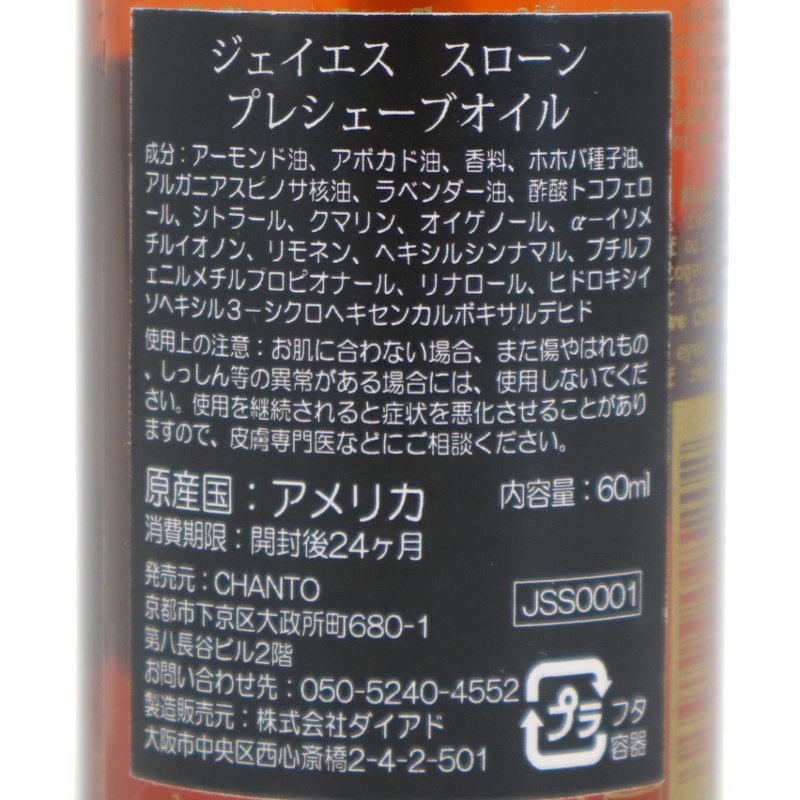 ジェイエス　スローン
プレシェーブオイル
成分：アーモンド油、アボカド油、香料、ホホバ種子油、
アルガニアスピノサ核油、ラベンダー油、酢酸トコフェロ
ール、シトラール、クマリン、オイゲノール、αーイソメ
チルイオノン、リモネン、ヘキシルシンナマル、ブチルフ
ェニルメチルプロピオナール、リナロール、ヒドロキシイ
ソヘキシル３ーシクロヘキセンカルボキサルデヒド
使用上の注意：お肌に合わない場合、また傷やはれもの
、しっしん等の異常がある場合には、使用しないでくだ
さい。使用を継続されると症状を悪化させることがあり
ますので、皮膚専門医などにご相談ください。
原産国：アメリカ
内容量：60ml
消費期限：開封後24ヶ月
発売元：CHANTO
京都市下京区大政所町680-1
第八長谷ビル2階
JSS0001
お問い合わせ先：050-5240-4552
製造販売元：株式会社ダイアド
大阪市中央区西心斎橋2-4-2-501
プラ
フタ
容器